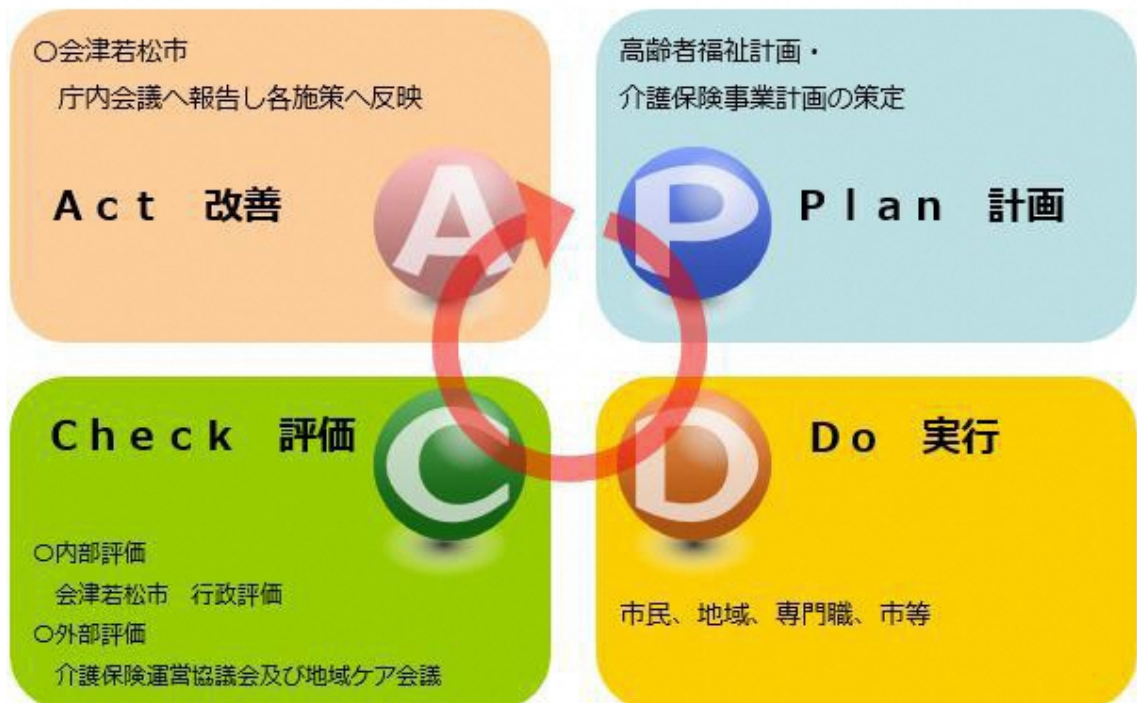 ○会津若松市
庁内会議へ報告し各施策へ反映
Act 改善
A
高齢者福祉計画・
介護保険事業計画の策定
P
Plan 計画
Check 評価
C
○内部評価
会津若松市 行政評価
○外部評価
介護保険運営協議会及び地域ケア会議
D
Do 実行
市民、地域、専門職、市等